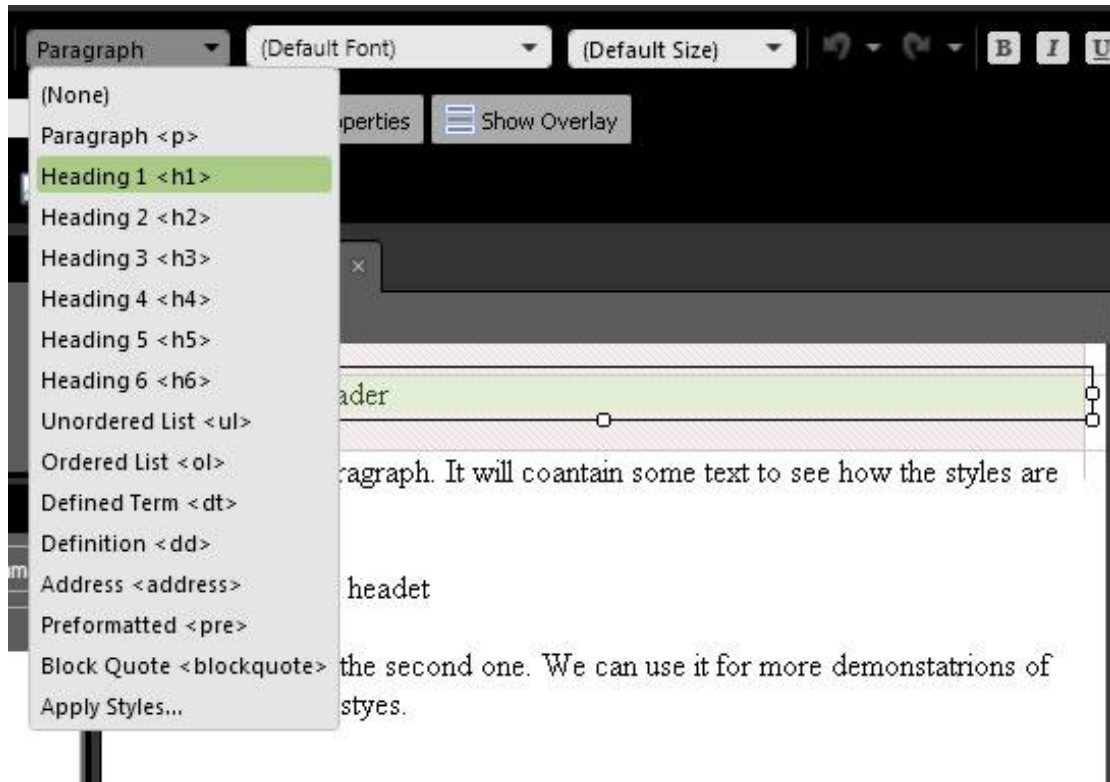 Paragraph (Default Font) (Default Size) B I U
(None)
Paragraph <p>
Show Overlay
Heading 1 <h1>
Heading 2 <h2>
Heading 3 <h3>
Heading 4 <h4>
Heading 5 <h5>
Heading 6 <h6>
ader
Unordered List <ul>
Ordered List <ol>
ragraph. It will coantain some text to see how the styles are
Defined Term <dt>
Definition <dd>
Address <address>
headet
Preformatted <pre>
Block Quote <blockquote>
the second one. We can use it for more demonstatrions of
Apply Styles...
styes.